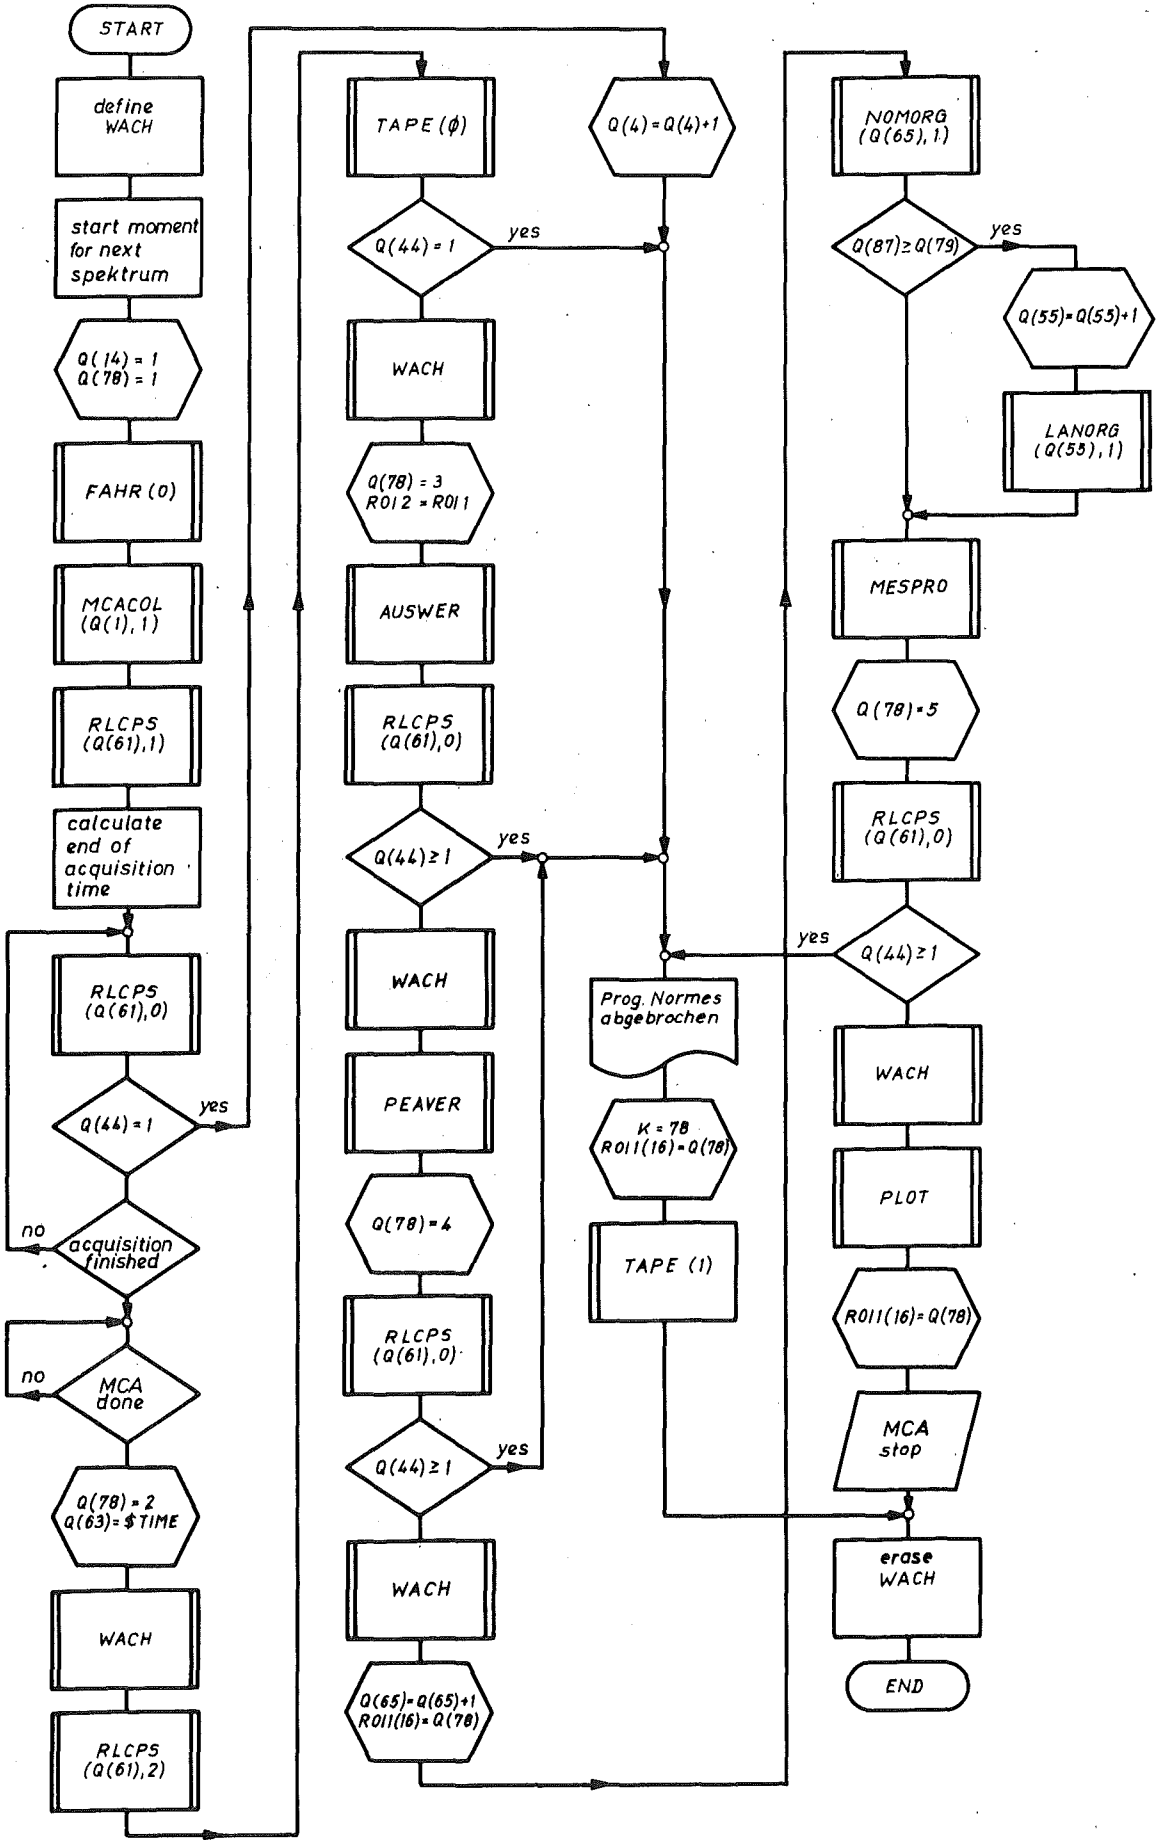 START
define
WACH
start moment
for next
spektrum
Q(14)=1
Q(78)=1
FAHR(0)
MCACOL
(Q(1),1)
RLCPS
(Q(61),1)
calculate
end of
acquisition
time
RLCPS
(Q(61),0)
Q(44)=1
yes
acquisition
finished
no
MCA
done
no
Q(78)=2
Q(63)=$TIME
WACH
RLCPS
(Q(61),2)
TAPE(φ)
Q(44)=1
yes
WACH
Q(78)=3
ROI2=ROI1
AUSWER
RLCPS
(Q(61),0)
Q(44)≥1
yes
WACH
PEAVER
Q(78)=4
RLCPS
(Q(61),0)
Q(44)≥1
yes
WACH
Q(65)=Q(65)+1
ROI1(16)=Q(78)
Q(4)=Q(4)+1
Prog. Normes
abgebrochen
K=78
ROI1(16)=Q(78)
TAPE (1)
NOMORG
(Q(65),1)
Q(87)≥Q(79)
yes
Q(55)=Q(55)+1
LANORG
(Q(55),1)
MESPRO
Q(78)=5
RLCPS
(Q(61),0)
Q(44)≥1
yes
WACH
PLOT
ROI1(16)=Q(78)
MCA
stop
erase
WACH
END